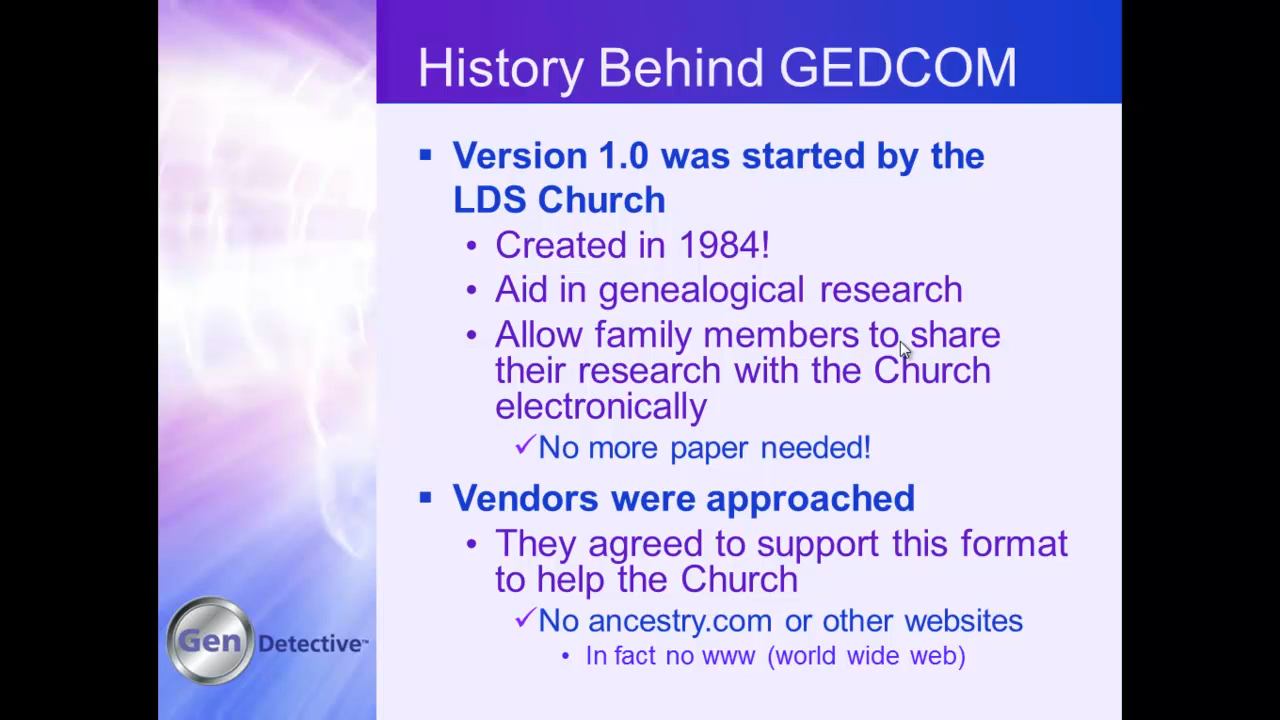 History Behind GEDCOM
▪ Version 1.0 was started by the
LDS Church
• Created in 1984!
• Aid in genealogical research
• Allow family members to share
their research with the Church
electronically
✓No more paper needed!
▪ Vendors were approached
• They agreed to support this format
to help the Church
✓No ancestry.com or other websites
• In fact no www (world wide web)
Gen Detective™